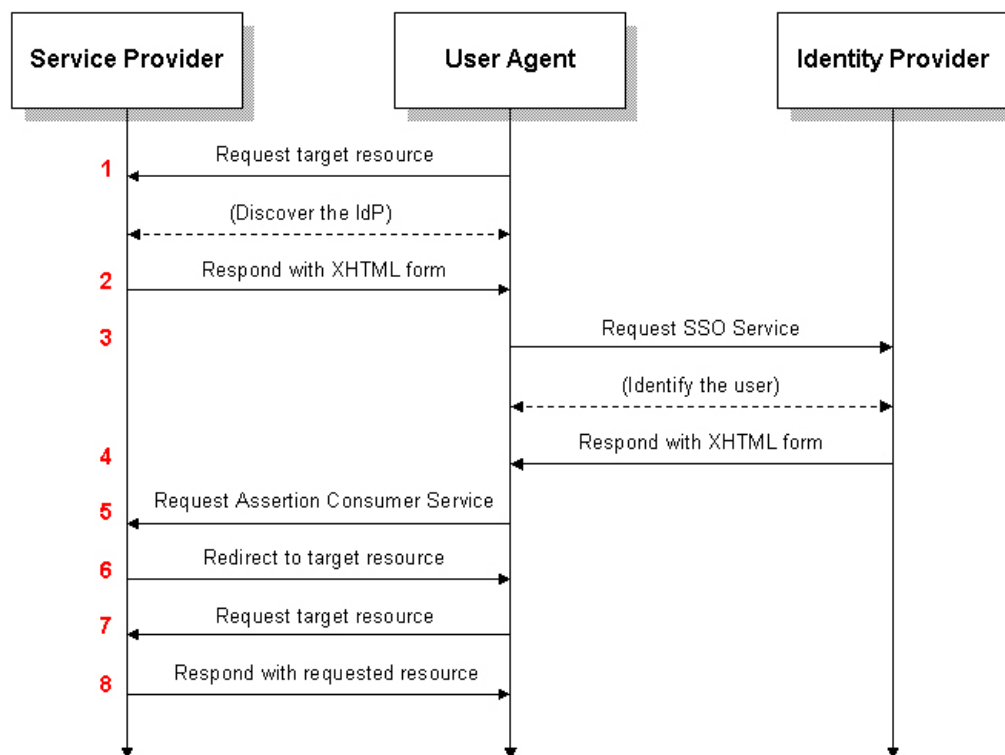 Service Provider
User Agent
Identity Provider
1
Request target resource
(Discover the IdP)
2
Respond with XHTML form
3
Request SSO Service
(Identify the user)
4
Respond with XHTML form
5
Request Assertion Consumer Service
6
Redirect to target resource
7
Request target resource
8
Respond with requested resource